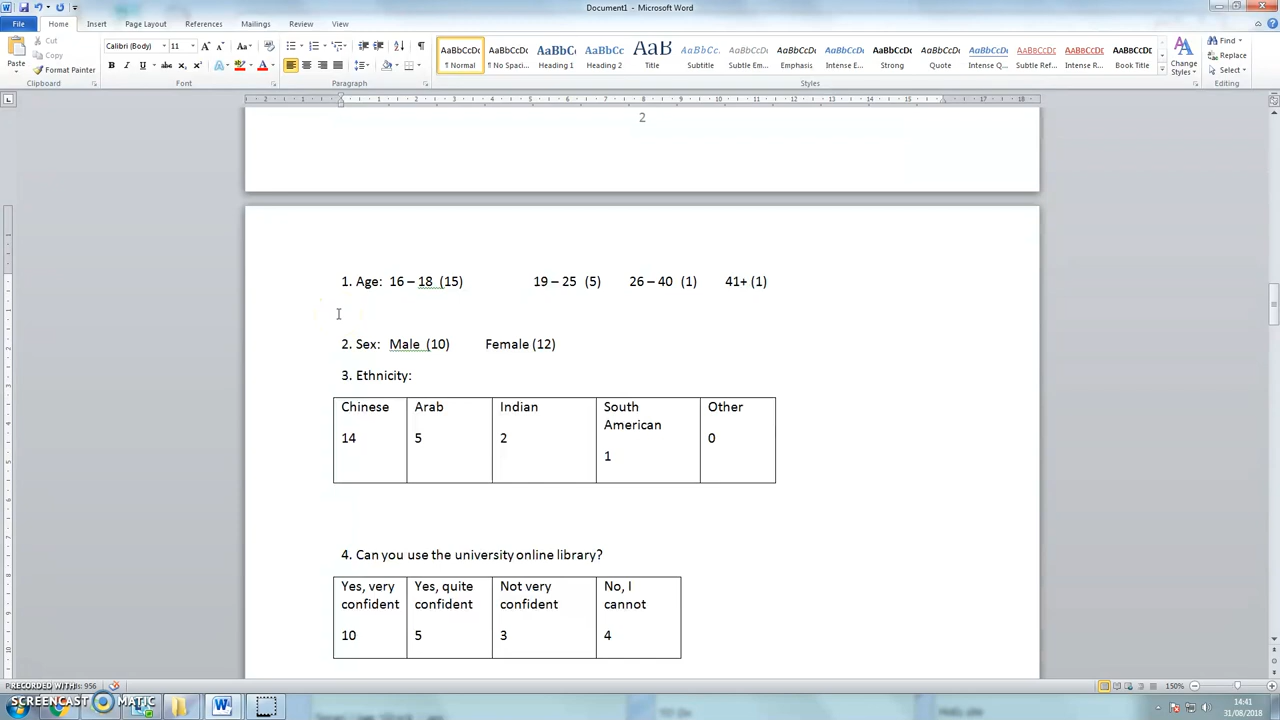 Document1 - Microsoft Word
File Home Insert Page Layout References Mailings Review View
Paste Cut Copy Format Painter Clipboard
Calibri (Body) 11 Font
Paragraph
AaBbCcDc AaBbCcDc AaBbC AaBbCc AaB AaBbCcI AaBbCcDc AaBbCcDc AaBbCcDc AaBbCcDc AaBbCcDc AaBbCcDc AaBbCcDc AaBbCcDc AaBbCcDc
¶ Normal ¶ No Spaci... Heading 1 Heading 2 Title Subtitle Subtle Em... Emphasis Intense E... Strong Quote Intense Q... Subtle Ref... Intense R... Book Title
Styles
Change Styles
Find Replace Select Editing
2
1. Age: 16 – 18 (15) 19 – 25 (5) 26 – 40 (1) 41+ (1)
2. Sex: Male (10) Female (12)
3. Ethnicity:
Chinese Arab Indian South American Other
14 5 2 1 0
4. Can you use the university online library?
Yes, very confident Yes, quite confident Not very confident No, I cannot
10 5 3 4
RECORDED WITH 956
SCREENCAST MATIC
150%
14:41
31/08/2018